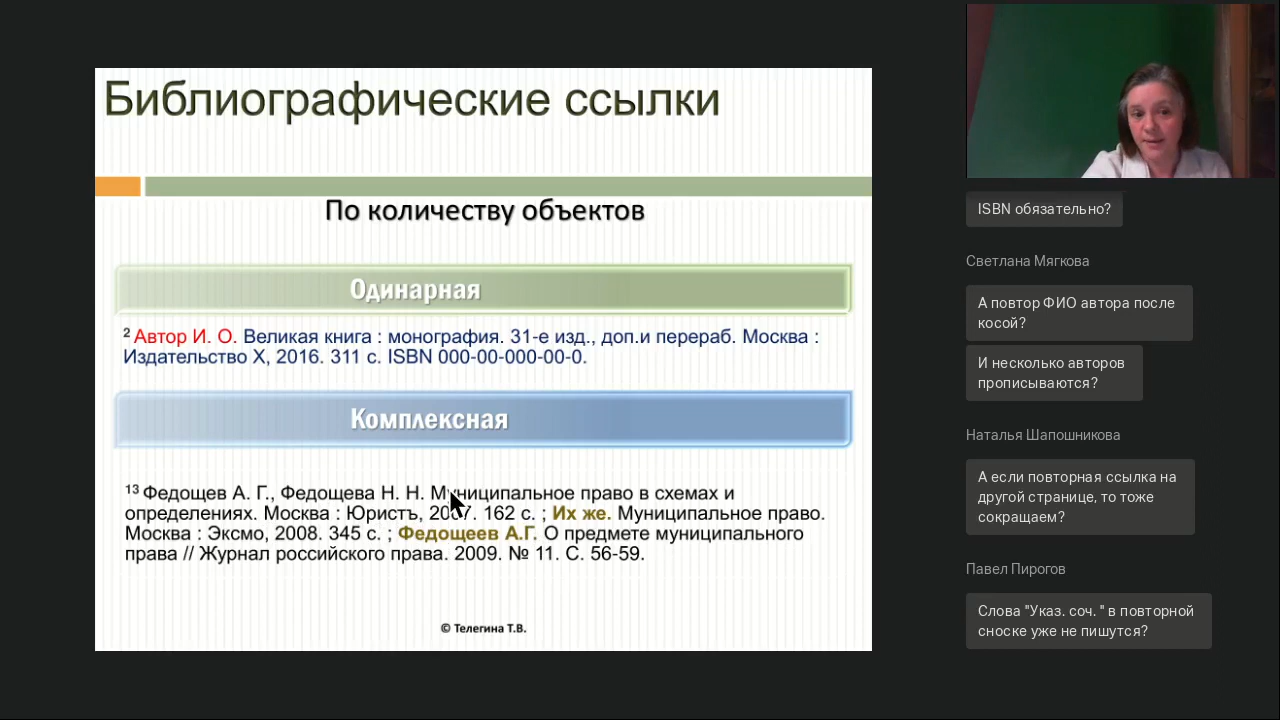 Библиографические ссылки
По количеству объектов
Одинарная
2 Автор И. О. Великая книга : монография. 31-е изд., доп.и перераб. Москва :
Издательство Х, 2016. 311 с. ISBN 000-00-000-00-0.
Комплексная
13 Федощев А. Г., Федощева Н. Н. Муниципальное право в схемах и
определениях. Москва : Юристъ, . 162 с. ; Их же. Муниципальное право.
Москва : Эксмо, 2008. 345 с. ; Федощеев А.Г. О предмете муниципального
права // Журнал российского права. 2009. № 11. С. 56-59.
© Телегина Т.В.
ISBN обязательно?
Светлана Мягкова
А повтор ФИО автора после
косой?
И несколько авторов
прописываются?
Наталья Шапошникова
А если повторная ссылка на
другой странице, то тоже
сокращаем?
Павел Пирогов
Слова "Указ. соч. " в повторной
сноске уже не пишутся?